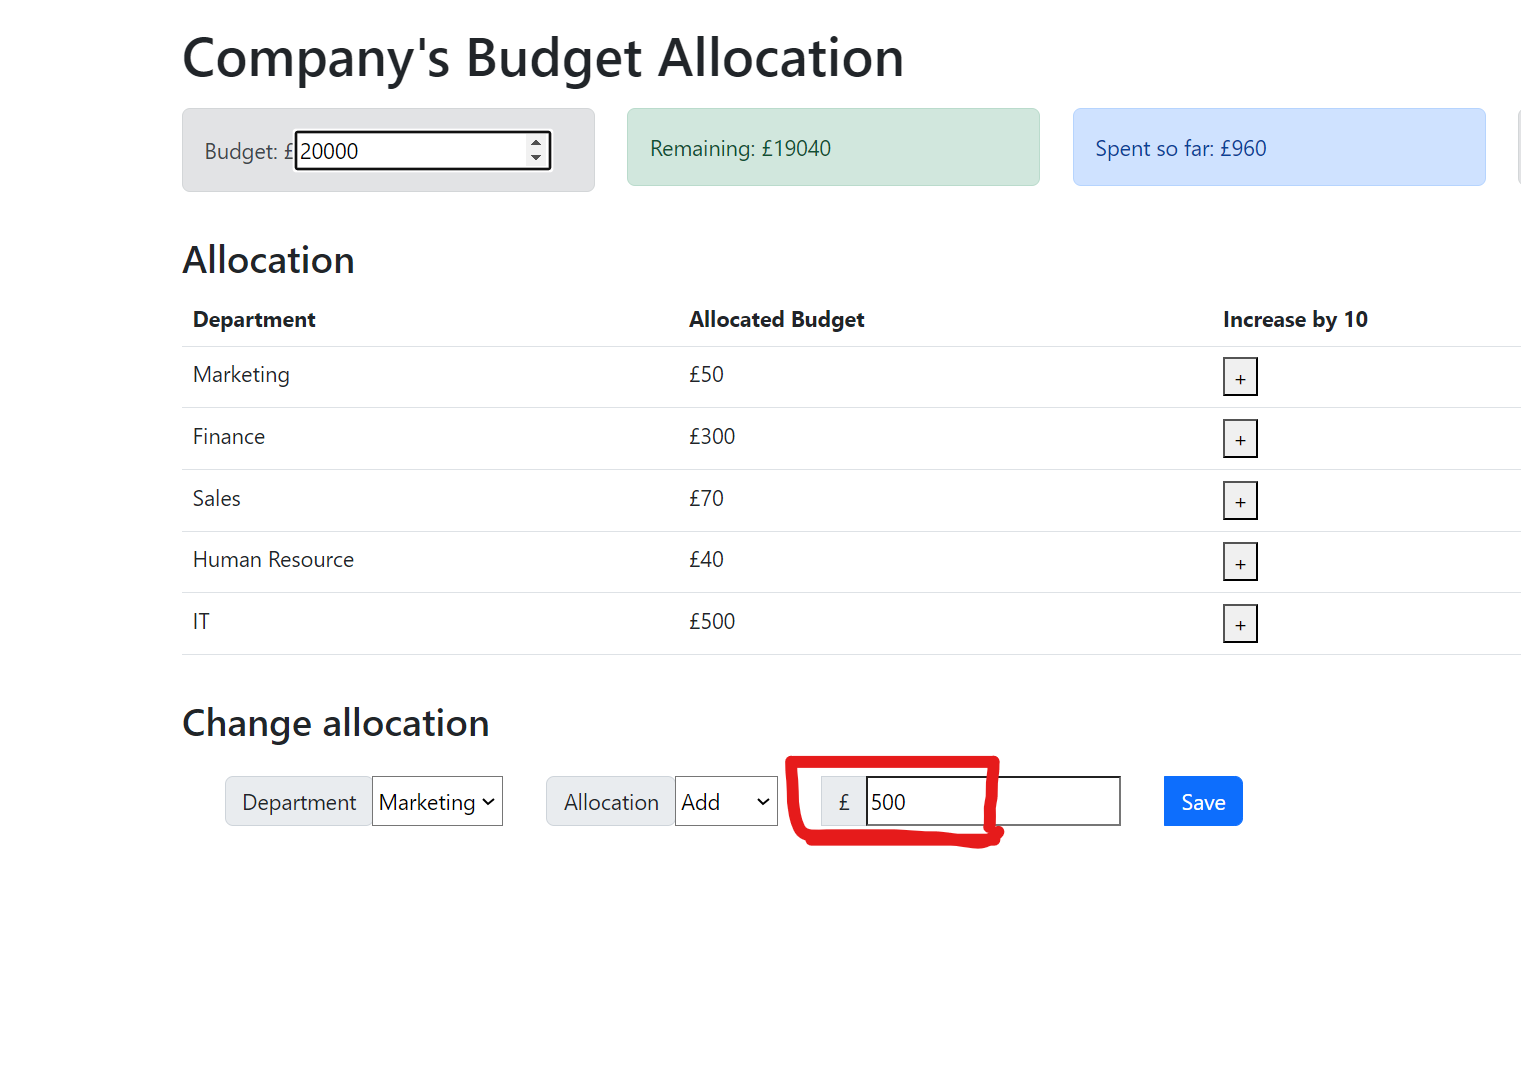 Company's Budget Allocation
Budget: £ 20000
Remaining: £19040
Spent so far: £960
Allocation
Department Allocated Budget Increase by 10
Marketing £50 +
Finance £300 +
Sales £70 +
Human Resource £40 +
IT £500 +
Change allocation
Department Marketing Allocation Add £ 500 Save